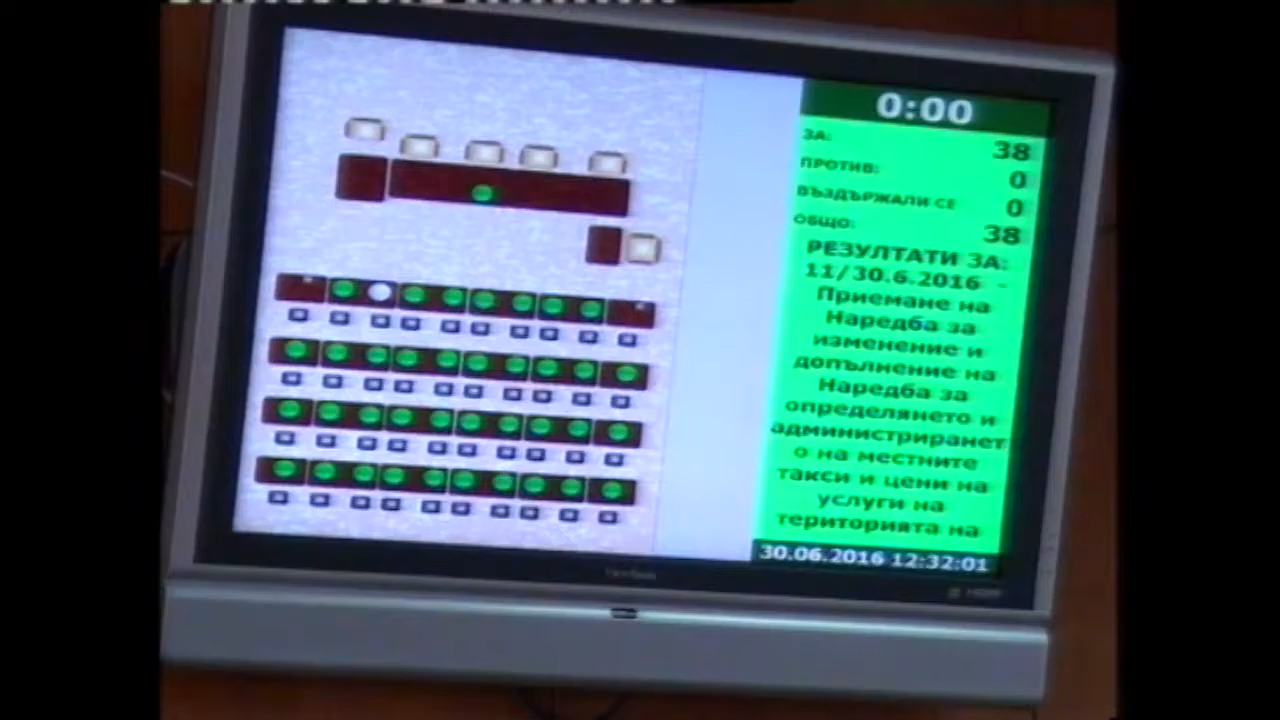 0:00
ЗА: 38
ПРОТИВ: 0
ВЪЗДЪРЖАЛИ СЕ 0
ОБЩО: 38
РЕЗУЛТАТИ ЗА:
11/30.6.2016 -
Приемане на
Наредба за
изменение и
допълнение на
Наредба за
определянето и
администриранет
о на местните
такси и цени на
услуги на
територията на
30.06.2016 12:32:01